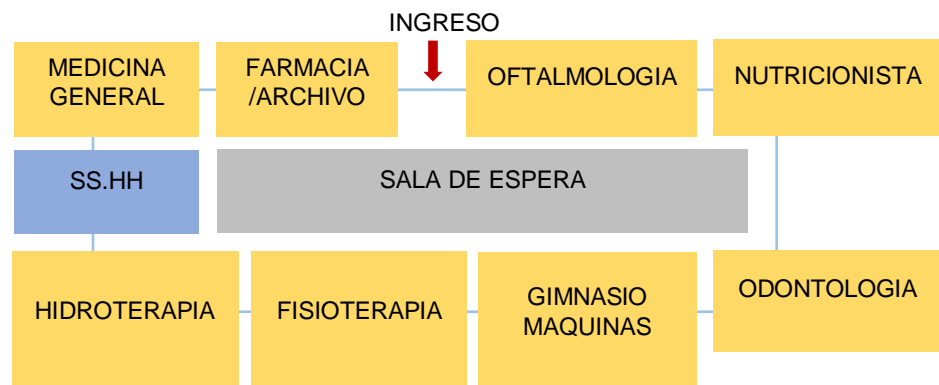 INGRESO
MEDICINA
GENERAL
FARMACIA
/ARCHIVO
OFTALMOLOGIA
NUTRICIONISTA
SS.HH
SALA DE ESPERA
HIDROTERAPIA
FISIOTERAPIA
GIMNASIO
MAQUINAS
ODONTOLOGIA